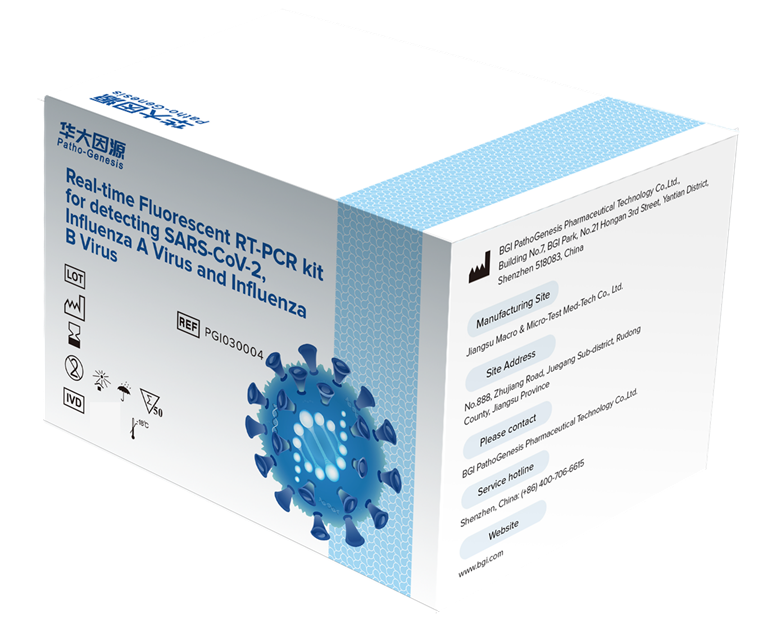 华大因源
Patho-Genesis
华大因源
Patho-Genesis
Real-time Fluorescent RT-PCR kit
for detecting SARS-CoV-2,
Influenza A Virus and Influenza
B Virus
LOT
REF PGI030004
2
IVD
Σ 50
-18°C
BGI PathoGenesis Pharmaceutical Technology Co.,Ltd.,
Building No.7, BGI Park, No.21 Hongan 3rd Street, Yantian District,
Shenzhen 518083, China
Manufacturing Site
Jiangsu Macro & Micro-Test Med-Tech Co., Ltd.
Site Address
No.888, Zhujiang Road, Juegang Sub-district, Rudong
County, Jiangsu Province
Please contact
BGI PathoGenesis Pharmaceutical Technology Co.,Ltd.
Service hotline
Shenzhen, China: (+86) 400-706-6615
Website
www.bgi.com